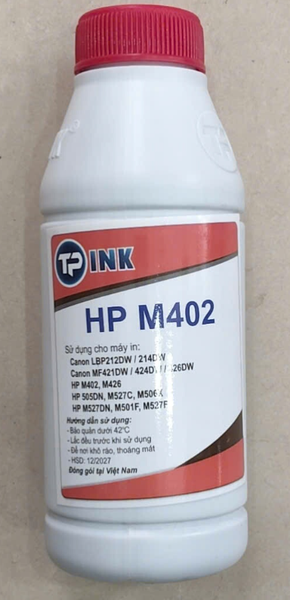 TP INK
HP M402
Sử dụng cho máy in:
Canon LBP212DW / 214DW
Canon MF421DW / 424DW / 426DW
HP M402, M426
HP 505DN, M527C, M506X
HP M527DN, M501F, M527F
Hướng dẫn sử dụng:
- Bảo quản dưới 42°C
- Lắc đều trước khi sử dụng
- Để nơi khô ráo, thoáng mát
- HSD: 12/2027
Đóng gói tại Việt Nam